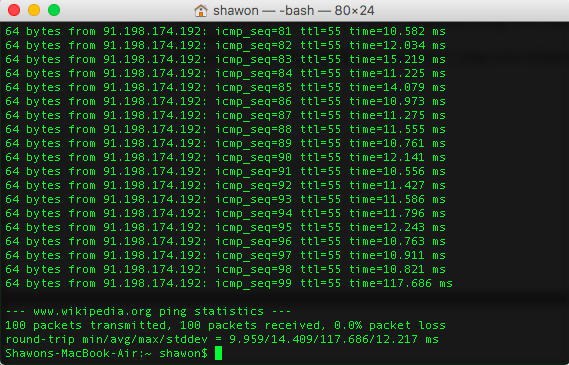 shawon — -bash — 80×24
64 bytes from 91.198.174.192: icmp_seq=81 ttl=55 time=10.582 ms
64 bytes from 91.198.174.192: icmp_seq=82 ttl=55 time=12.034 ms
64 bytes from 91.198.174.192: icmp_seq=83 ttl=55 time=15.219 ms
64 bytes from 91.198.174.192: icmp_seq=84 ttl=55 time=11.225 ms
64 bytes from 91.198.174.192: icmp_seq=85 ttl=55 time=14.079 ms
64 bytes from 91.198.174.192: icmp_seq=86 ttl=55 time=10.973 ms
64 bytes from 91.198.174.192: icmp_seq=87 ttl=55 time=11.275 ms
64 bytes from 91.198.174.192: icmp_seq=88 ttl=55 time=11.555 ms
64 bytes from 91.198.174.192: icmp_seq=89 ttl=55 time=10.761 ms
64 bytes from 91.198.174.192: icmp_seq=90 ttl=55 time=12.141 ms
64 bytes from 91.198.174.192: icmp_seq=91 ttl=55 time=10.556 ms
64 bytes from 91.198.174.192: icmp_seq=92 ttl=55 time=11.427 ms
64 bytes from 91.198.174.192: icmp_seq=93 ttl=55 time=11.586 ms
64 bytes from 91.198.174.192: icmp_seq=94 ttl=55 time=11.796 ms
64 bytes from 91.198.174.192: icmp_seq=95 ttl=55 time=12.243 ms
64 bytes from 91.198.174.192: icmp_seq=96 ttl=55 time=10.763 ms
64 bytes from 91.198.174.192: icmp_seq=97 ttl=55 time=10.911 ms
64 bytes from 91.198.174.192: icmp_seq=98 ttl=55 time=10.821 ms
64 bytes from 91.198.174.192: icmp_seq=99 ttl=55 time=117.686 ms
--- www.wikipedia.org ping statistics ---
100 packets transmitted, 100 packets received, 0.0% packet loss
round-trip min/avg/max/stddev = 9.959/14.409/117.686/12.217 ms
Shawons-MacBook-Air:~ shawon$